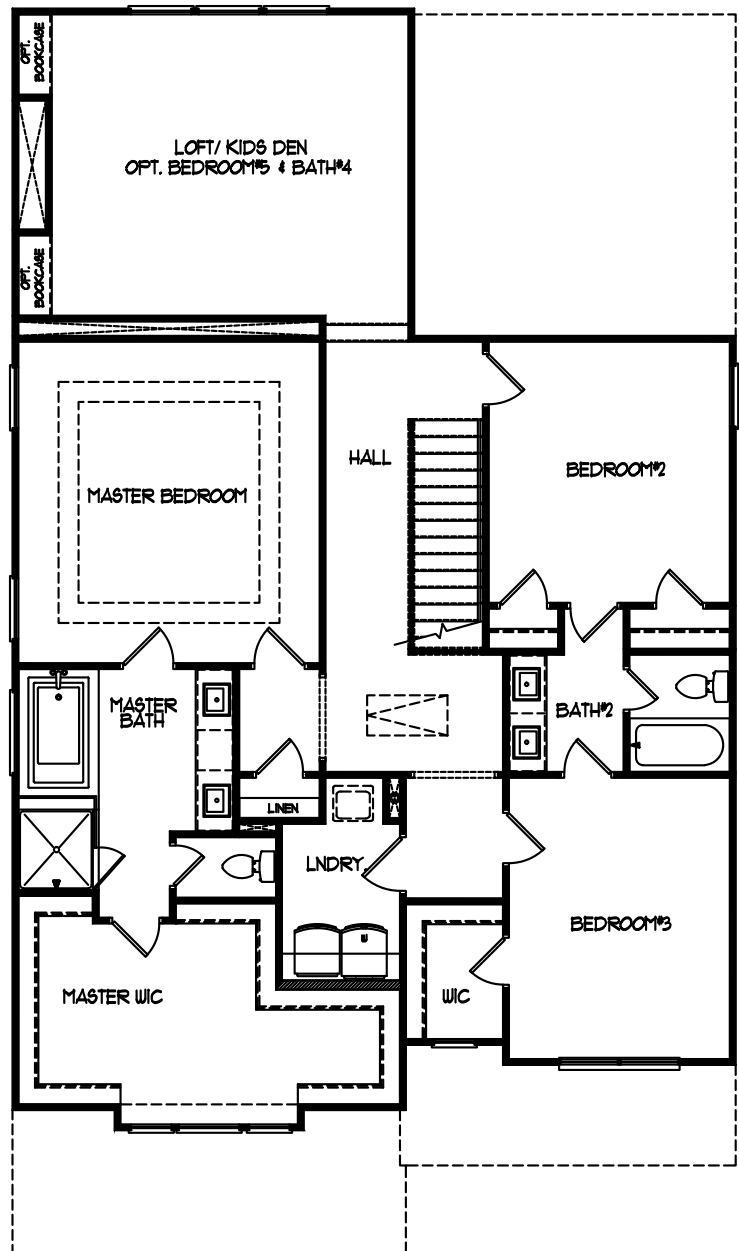 OPT.
BOOKCASE
LOFT/ KIDS DEN
OPT. BEDROOM#5 & BATH#4
OPT.
BOOKCASE
HALL
BEDROOM#2
MASTER BEDROOM
MASTER
BATH
BATH#2
LINEN
LNDRY.
BEDROOM#3
W
MASTER WIC
WIC